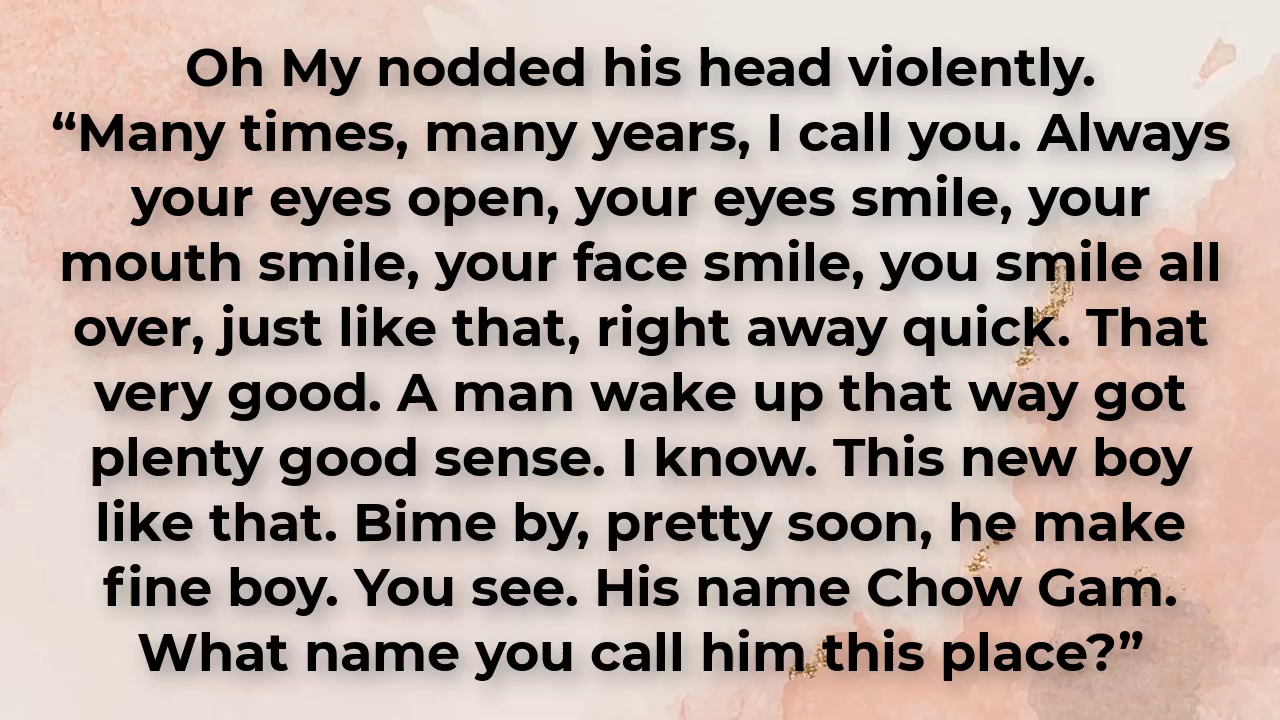 Oh My nodded his head violently.
“Many times, many years, I call you. Always
your eyes open, your eyes smile, your
mouth smile, your face smile, you smile all
over, just like that, right away quick. That
very good. A man wake up that way got
plenty good sense. I know. This new boy
like that. Bime by, pretty soon, he make
fine boy. You see. His name Chow Gam.
What name you call him this place?”